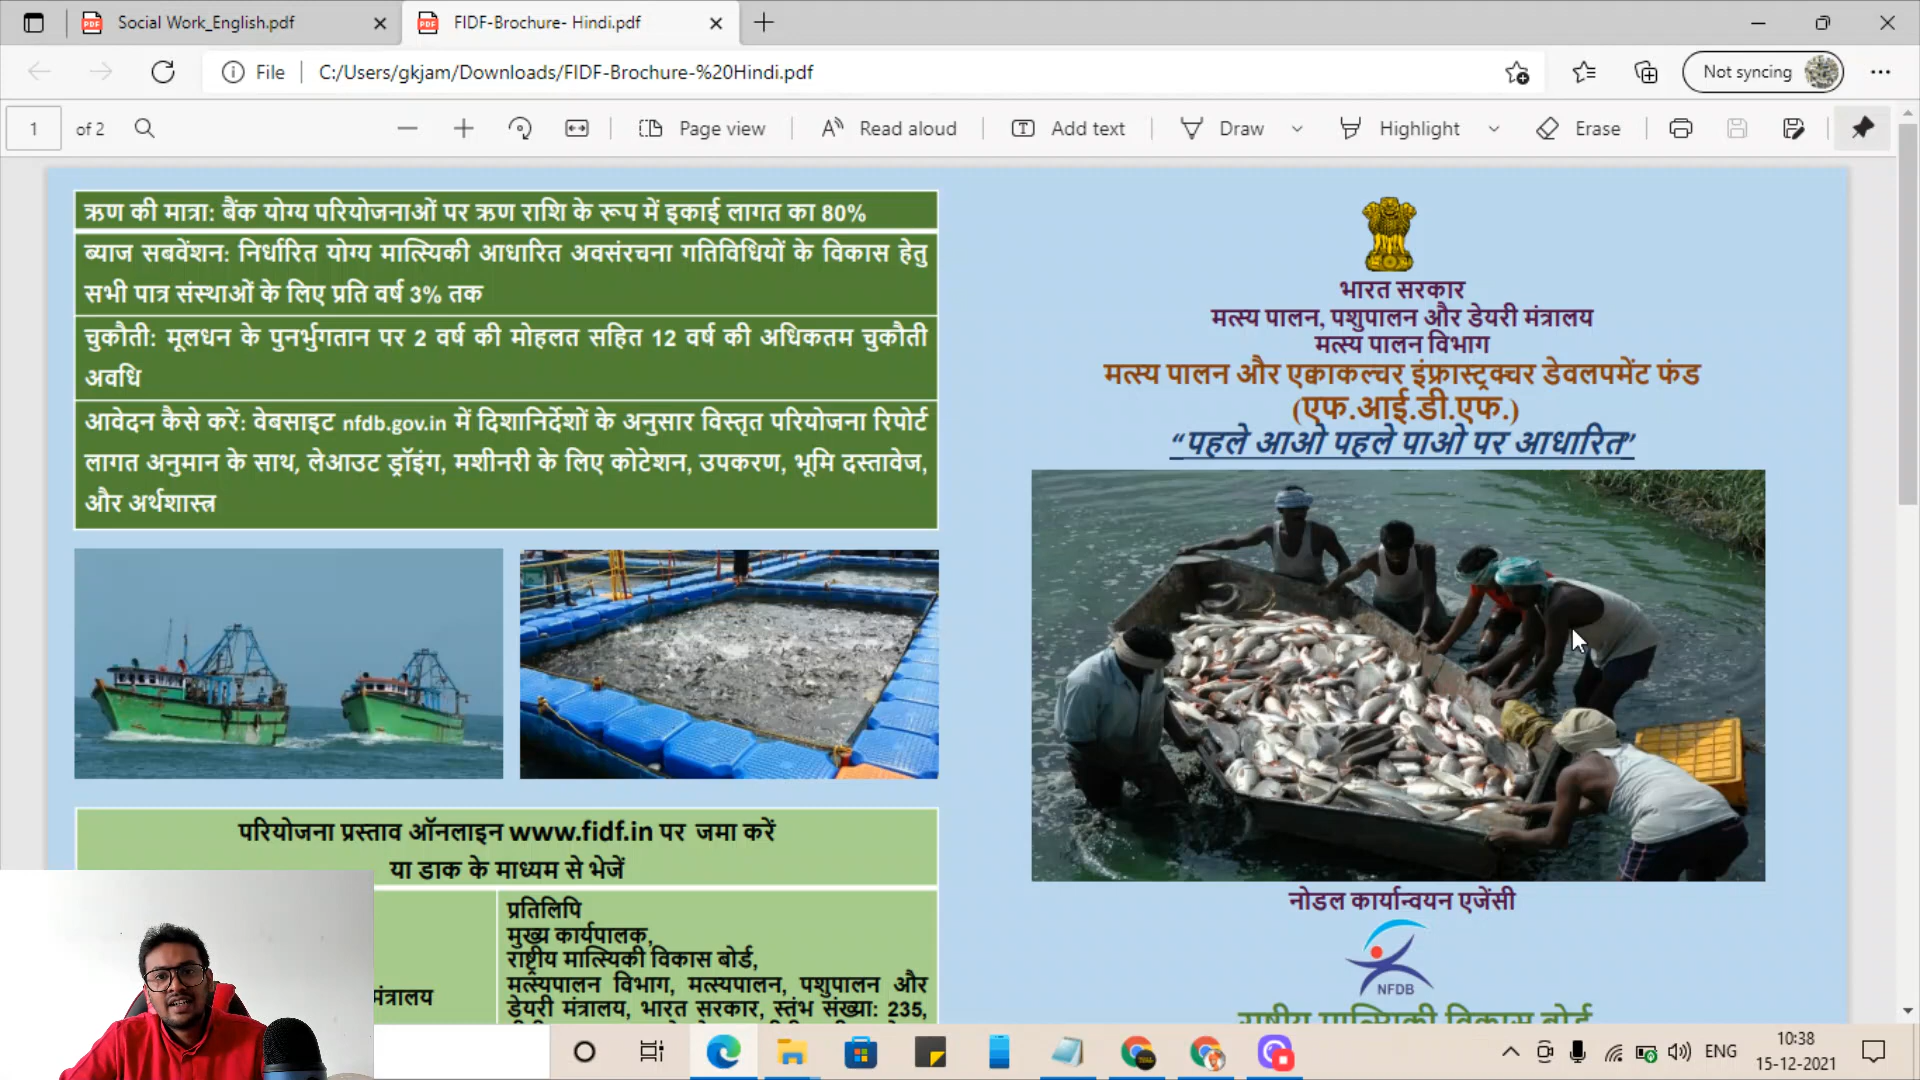 Social Work_English.pdf
FIDF-Brochure- Hindi.pdf
File
C:/Users/gkjam/Downloads/FIDF-Brochure-%20Hindi.pdf
Not syncing
1 of 2
Page view
Read aloud
Add text
Draw
Highlight
Erase
ऋण की मात्रा: बैंक योग्य परियोजनाओं पर ऋण राशि के रूप में इकाई लागत का 80%
ब्याज सबवेंशन: निर्धारित योग्य मात्स्यिकी आधारित अवसंरचना गतिविधियों के विकास हेतु
सभी पात्र संस्थाओं के लिए प्रति वर्ष 3% तक
चुकौती: मूलधन के पुनर्भुगतान पर 2 वर्ष की मोहलत सहित 12 वर्ष की अधिकतम चुकौती
अवधि
आवेदन कैसे करें: वेबसाइट nfdb.gov.in में दिशानिर्देशों के अनुसार विस्तृत परियोजना रिपोर्ट
लागत अनुमान के साथ, लेआउट ड्रॉइंग, मशीनरी के लिए कोटेशन, उपकरण, भूमि दस्तावेज,
और अर्थशास्त्र
परियोजना प्रस्ताव ऑनलाइन www.fidf.in पर जमा करें
या डाक के माध्यम से भेजें
मंत्रालय
प्रतिलिपि
मुख्य कार्यपालक,
राष्ट्रीय मात्स्यिकी विकास बोर्ड,
मत्स्यपालन विभाग, मत्स्यपालन, पशुपालन और
डेयरी मंत्रालय, भारत सरकार, स्तंभ संख्या: 235,
भारत सरकार
मत्स्य पालन, पशुपालन और डेयरी मंत्रालय
मत्स्य पालन विभाग
मत्स्य पालन और एक्वाकल्चर इंफ्रास्ट्रक्चर डेवलपमेंट फंड
(एफ.आई.डी.एफ.)
“पहले आओ पहले पाओ पर आधारित”
नोडल कार्यान्वयन एजेंसी
NFDB
राष्ट्रीय मात्स्यिकी विकास बोर्ड
ENG
10:38
15-12-2021